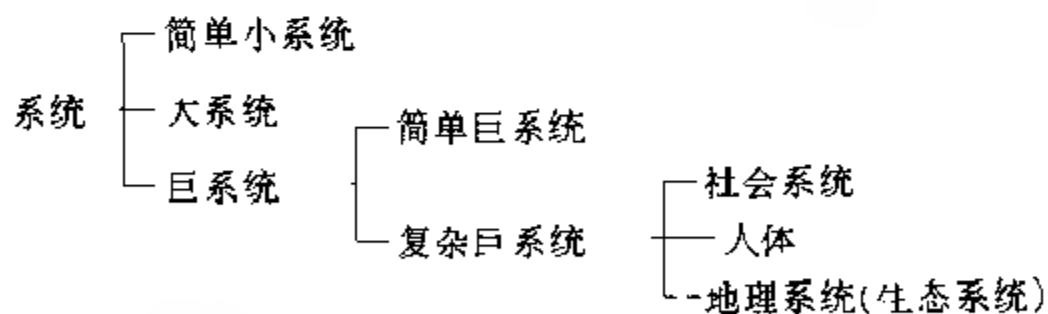 简单小系统
系统
大系统
简单巨系统
巨系统
社会系统
复杂巨系统
人体
地理系统(生态系统)